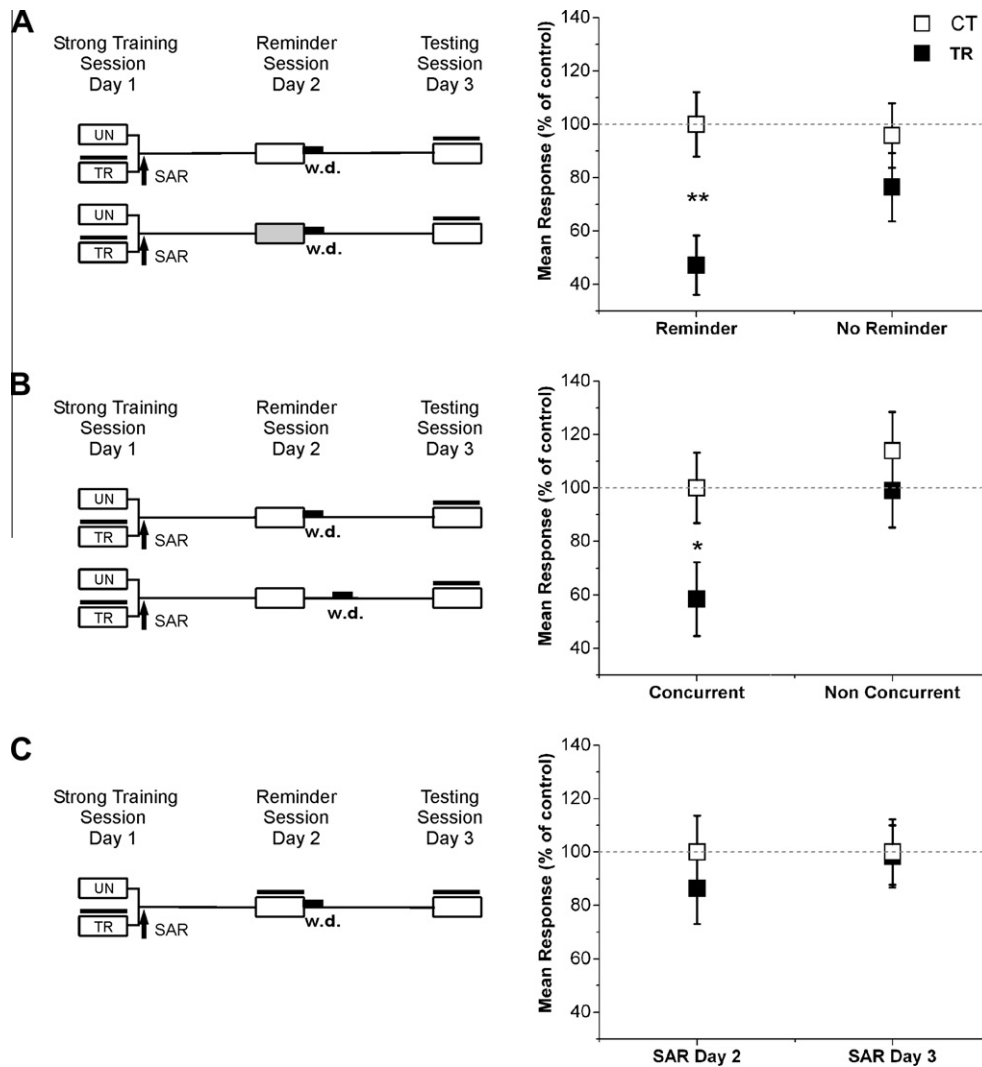 A
Strong Training
Session
Day 1
Reminder
Session
Day 2
Testing
Session
Day 3
UN
TR
SAR
w.d.
UN
TR
SAR
w.d.
Mean Response (% of control)
140
120
100
80
60
40
CT
TR
**
Reminder
No Reminder
B
Strong Training
Session
Day 1
Reminder
Session
Day 2
Testing
Session
Day 3
UN
TR
SAR
w.d.
UN
TR
SAR
w.d.
Mean Response (% of control)
140
120
100
80
60
40
*
Concurrent
Non Concurrent
C
Strong Training
Session
Day 1
Reminder
Session
Day 2
Testing
Session
Day 3
UN
TR
SAR
w.d.
Mean Response (% of control)
140
120
100
80
60
40
SAR Day 2
SAR Day 3